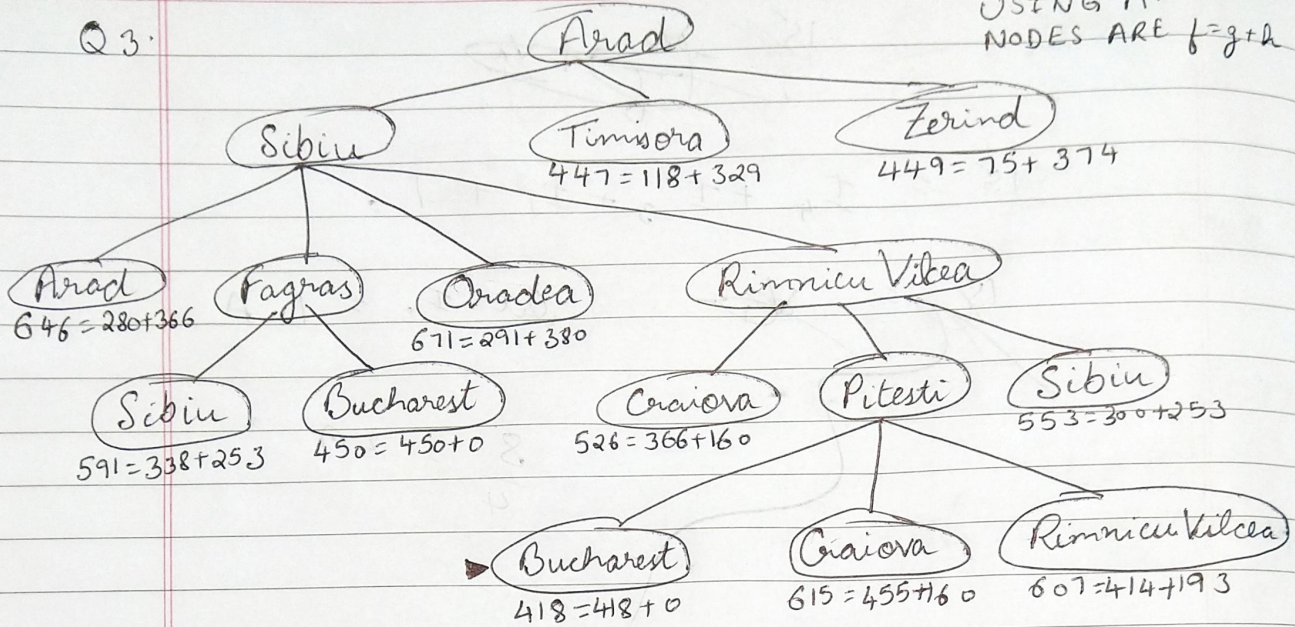 Q 3.
USING A
NODES ARE f=g+h
Arad
Sibiu
Timisora
447=118+329
Zerind
449=75+374
Arad
646=280+366
Fagras
Oradea
671=291+380
Rimnicu Vilcea
Sibiu
591=338+253
Bucharest
450=450+0
Craiova
526=366+160
Pitesti
Sibiu
553=300+253
Bucharest
418=418+0
Craiova
615=455+160
Rimnicu Vilcea
607=414+193